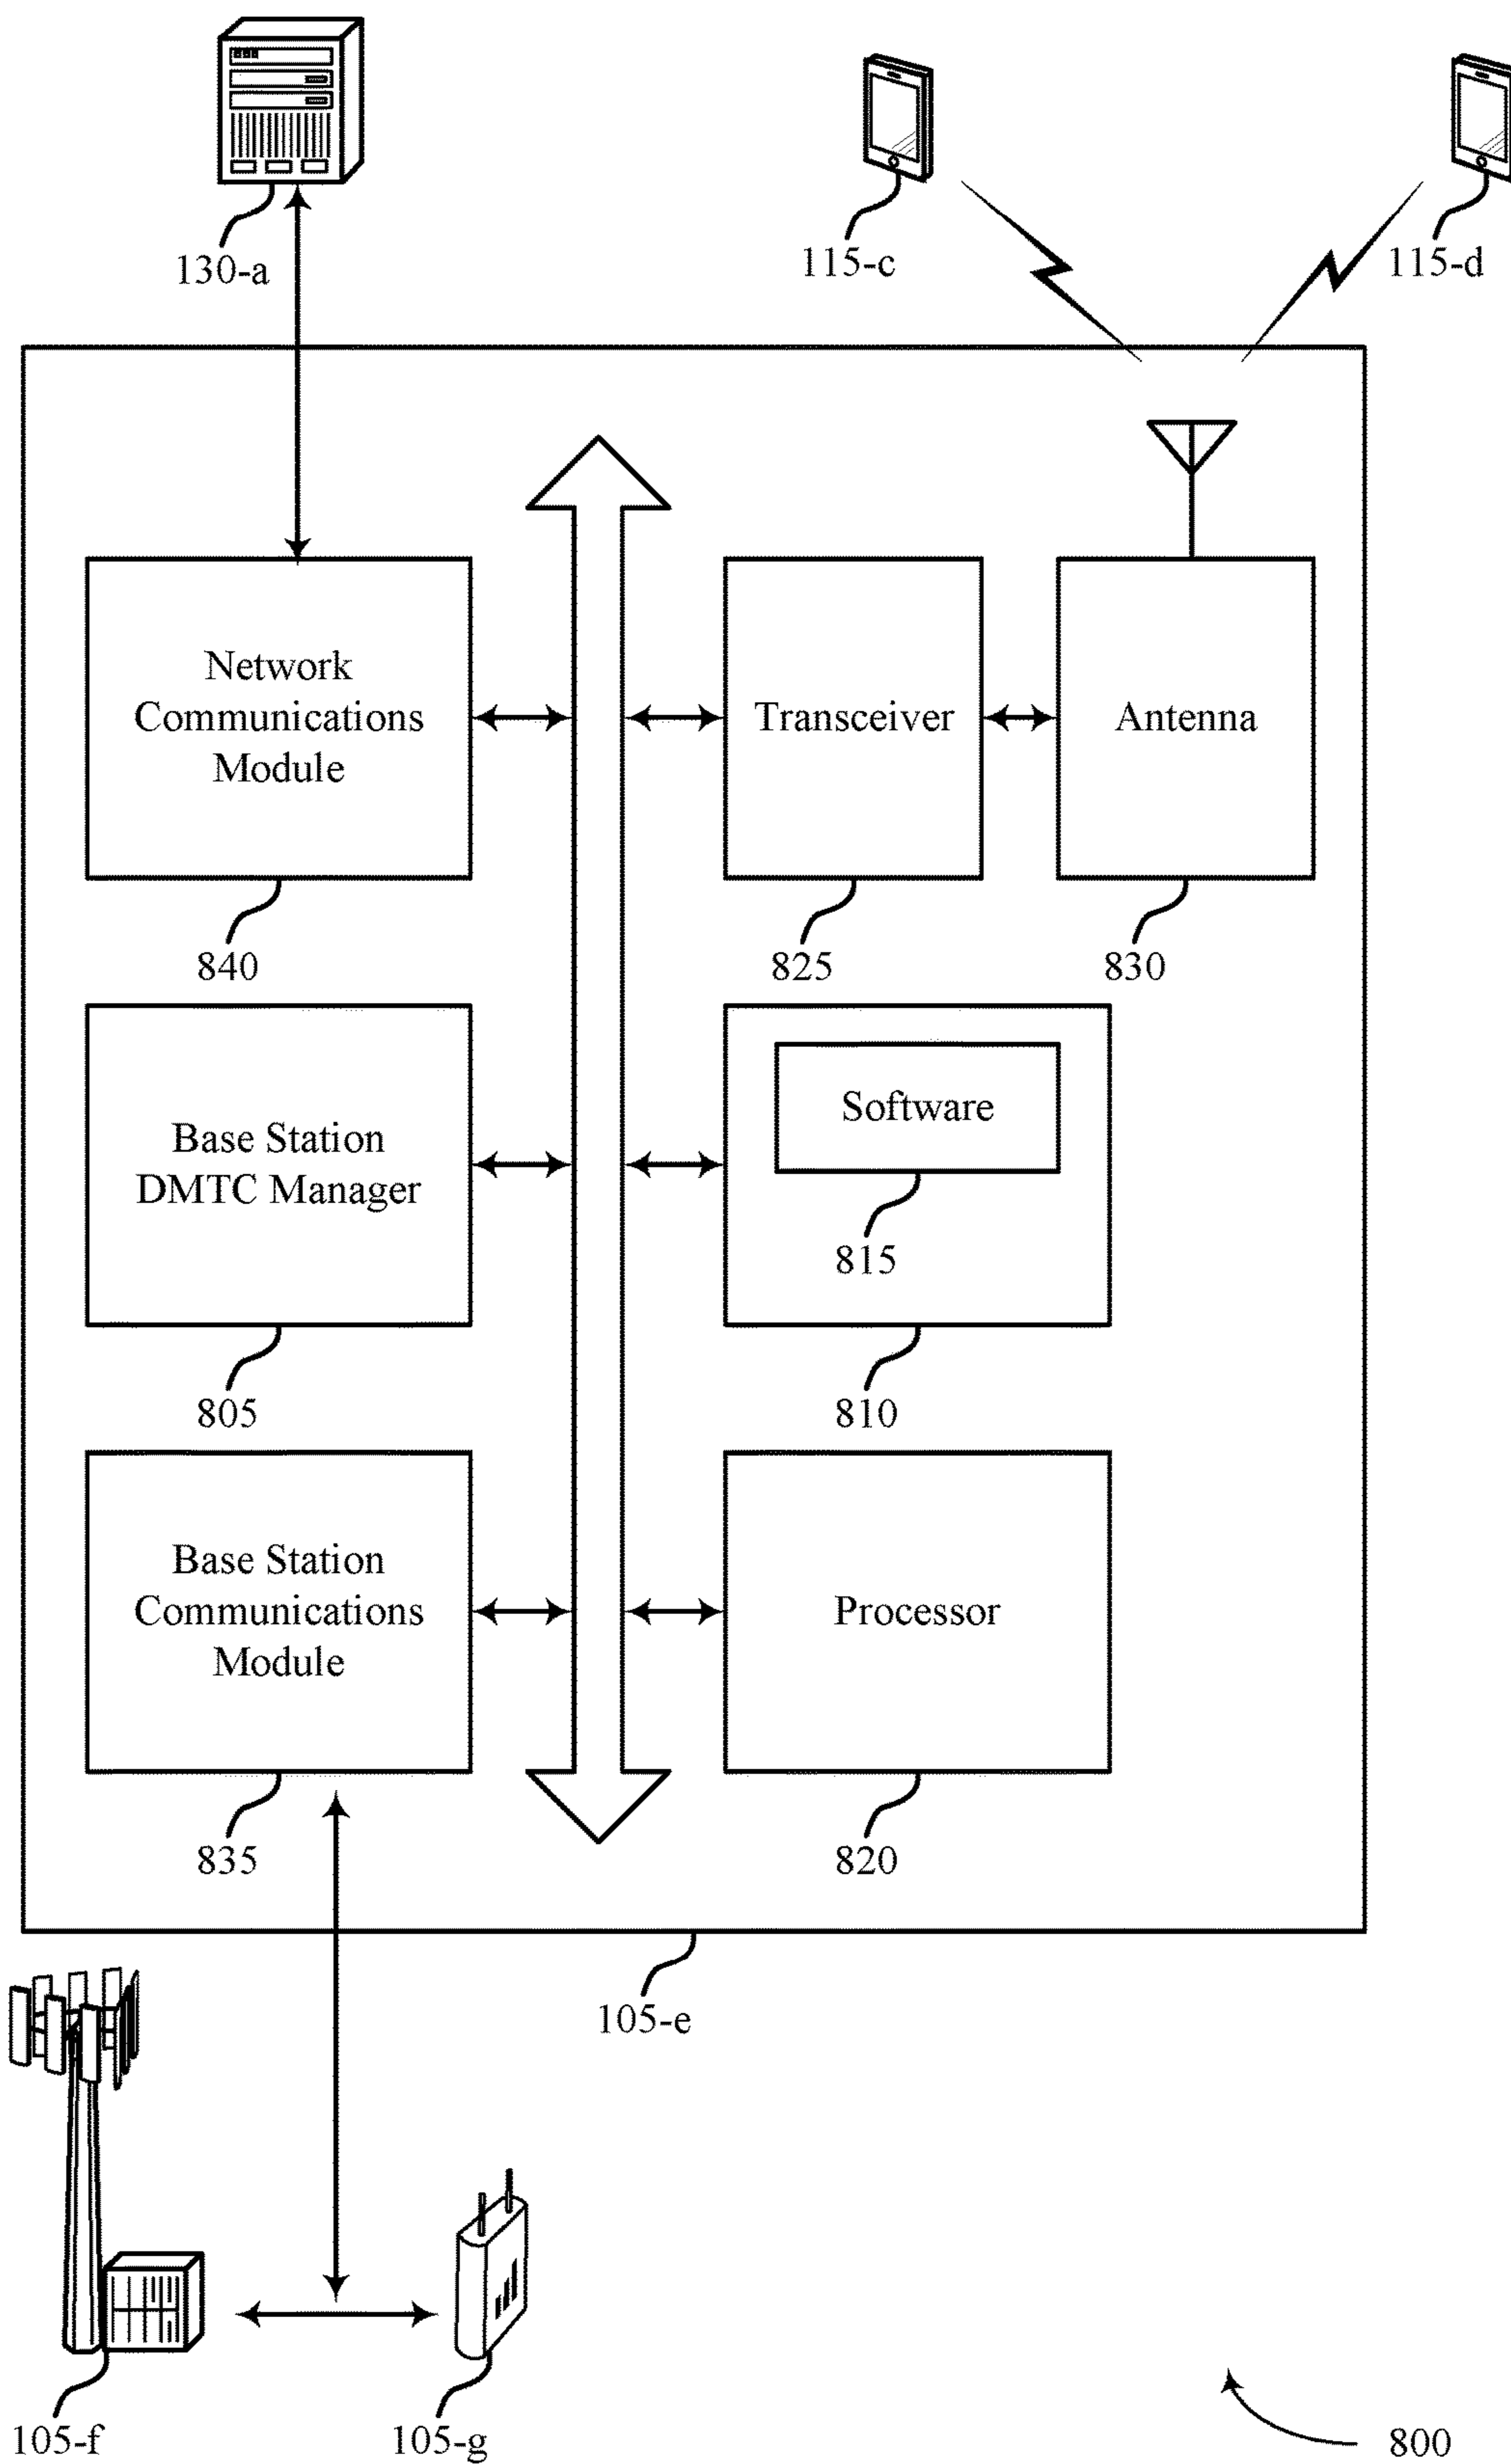 130-a
115-c
115-d
Network
Communications
Module
Transceiver
Antenna
840
825
830
Base Station
DMTC Manager
Software
815
805
810
Base Station
Communications
Module
Processor
835
820
105-e
105-f
105-g
800